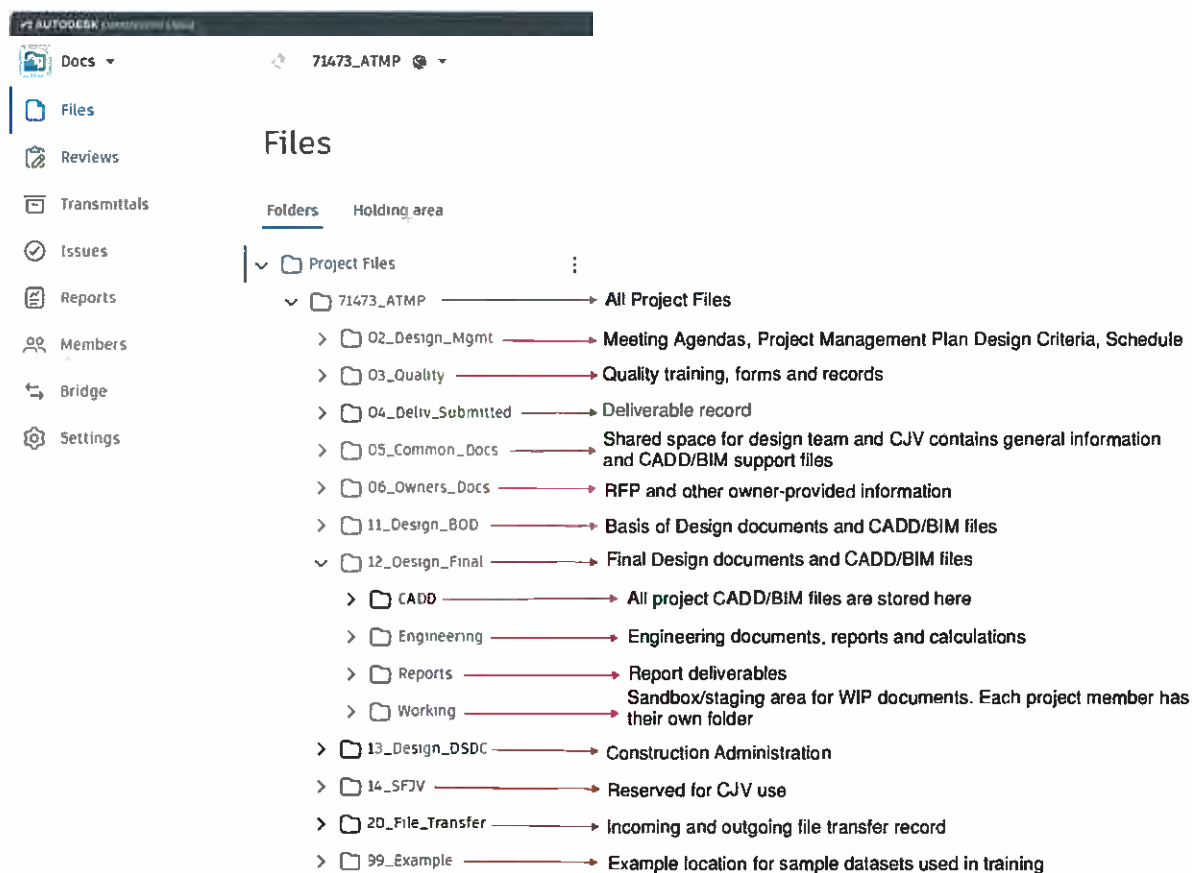 AUTODESK
Docs
71473_ATMP
Files
Reviews
Transmittals
Issues
Reports
Members
Bridge
Settings
Files
Folders Holding area
Project Files
71473_ATMP All Project Files
02_Design_Mgmt Meeting Agendas, Project Management Plan Design Criteria, Schedule
03_Quality Quality training, forms and records
04_Deliv_Submitted Deliverable record
05_Common_Docs Shared space for design team and CJV contains general information
and CADD/BIM support files
06_Owners_Docs RFP and other owner-provided information
11_Design_BOD Basis of Design documents and CADD/BIM files
12_Design_Final Final Design documents and CADD/BIM files
CADD All project CADD/BIM files are stored here
Engineering Engineering documents, reports and calculations
Reports Report deliverables
Working Sandbox/staging area for WIP documents. Each project member has
their own folder
13_Design_DSDC Construction Administration
14_SFJV Reserved for CJV use
20_File_Transfer Incoming and outgoing file transfer record
99_Example Example location for sample datasets used in training